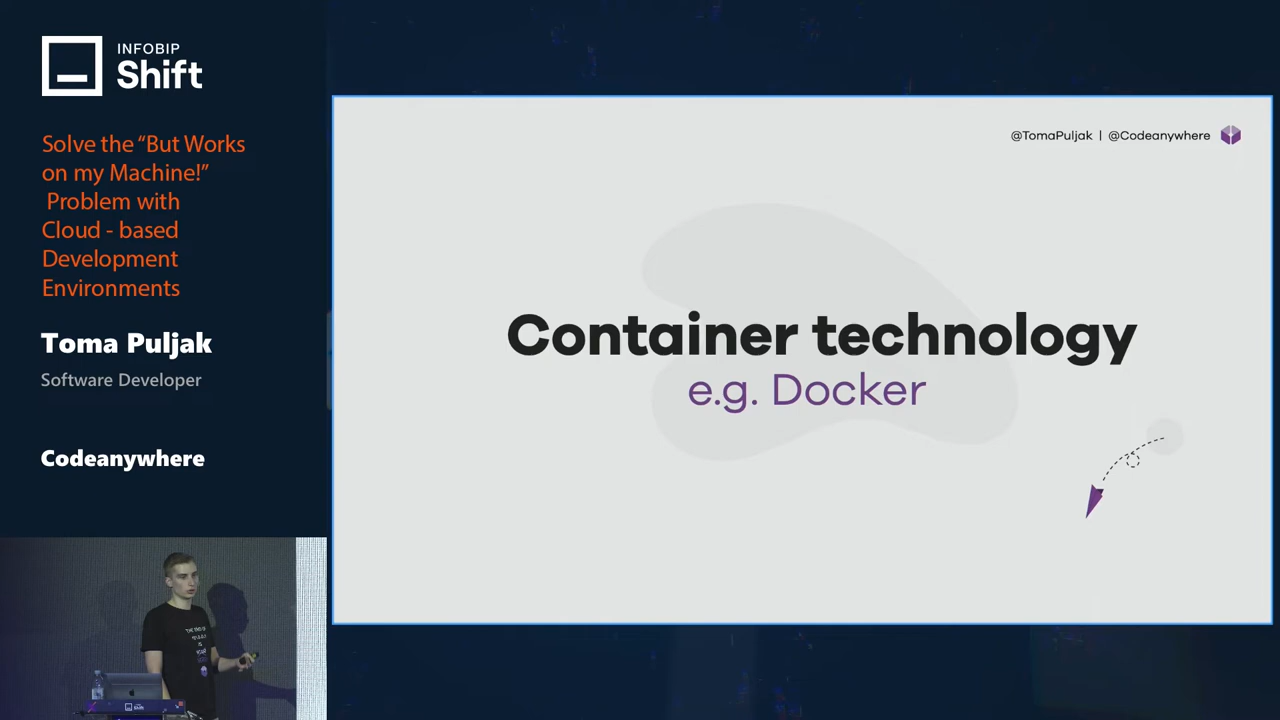 INFOBIP
Shift
Solve the “But Works
on my Machine!”
Problem with
Cloud - based
Development
Environments
Toma Puljak
Software Developer
Codeanywhere
@TomaPuljak | @Codeanywhere
Container technology
e.g. Docker
Shift